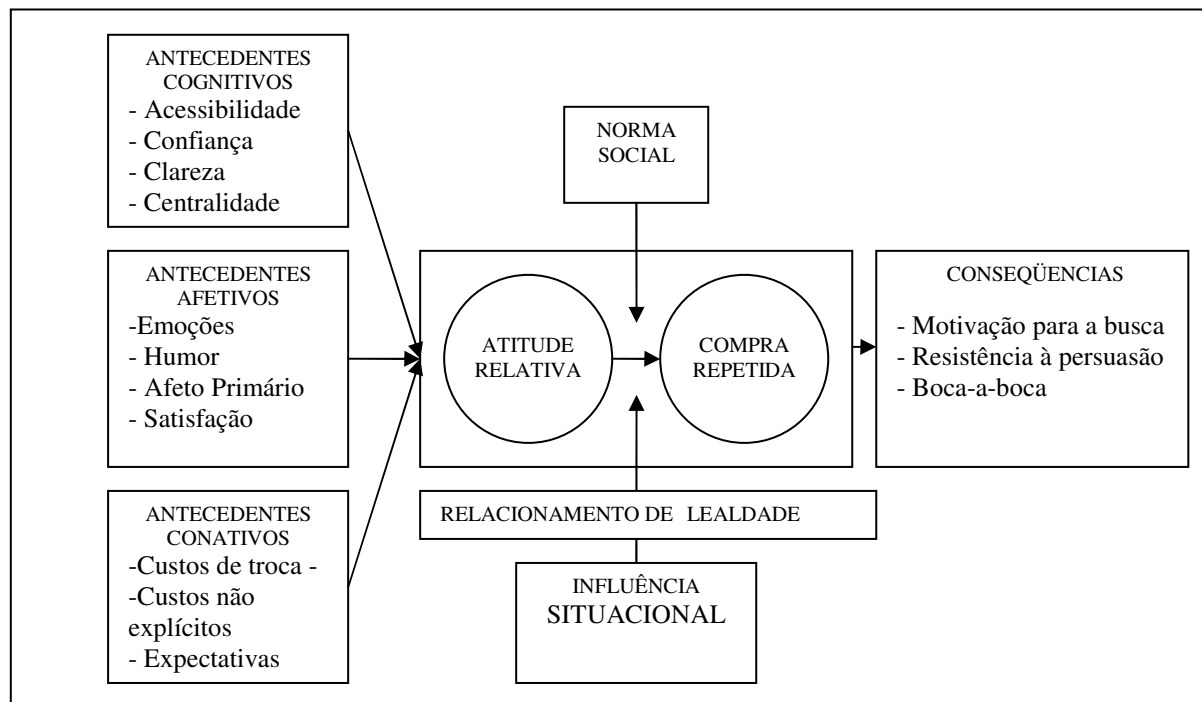 ANTECEDENTES
COGNITIVOS
- Acessibilidade
- Confiança
- Clareza
- Centralidade
ANTECEDENTES
AFETIVOS
-Emoções
- Humor
- Afeto Primário
- Satisfação
ANTECEDENTES
CONATIVOS
-Custos de troca -
-Custos não
explícitos
- Expectativas
NORMA
SOCIAL
ATITUDE
RELATIVA
COMPRA
REPETIDA
RELACIONAMENTO DE LEALDADE
INFLUÊNCIA
SITUACIONAL
CONSEQÜENCIAS
- Motivação para a busca
- Resistência à persuasão
- Boca-a-boca